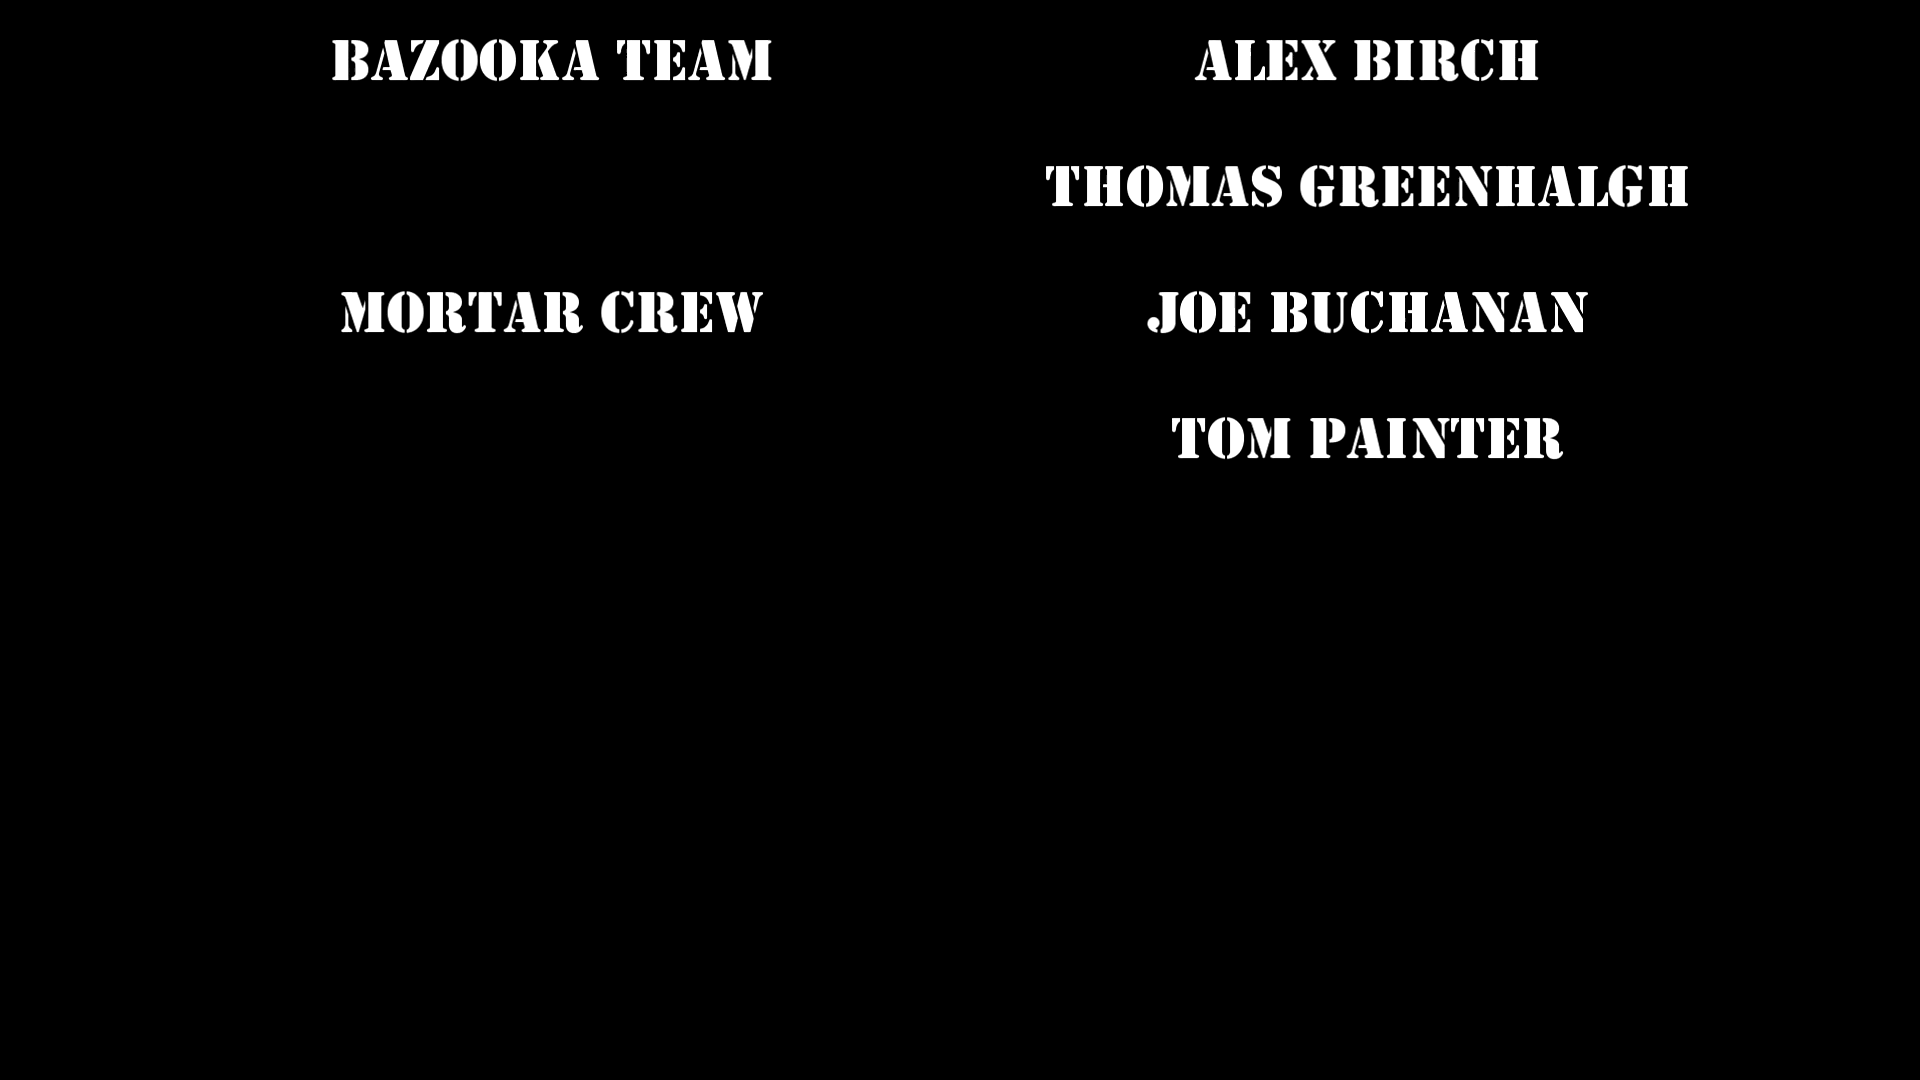 BAZOOKA TEAM ALEX BIRCH
THOMAS GREENHALGH
MORTAR CREW JOE BUCHANAN
TOM PAINTER